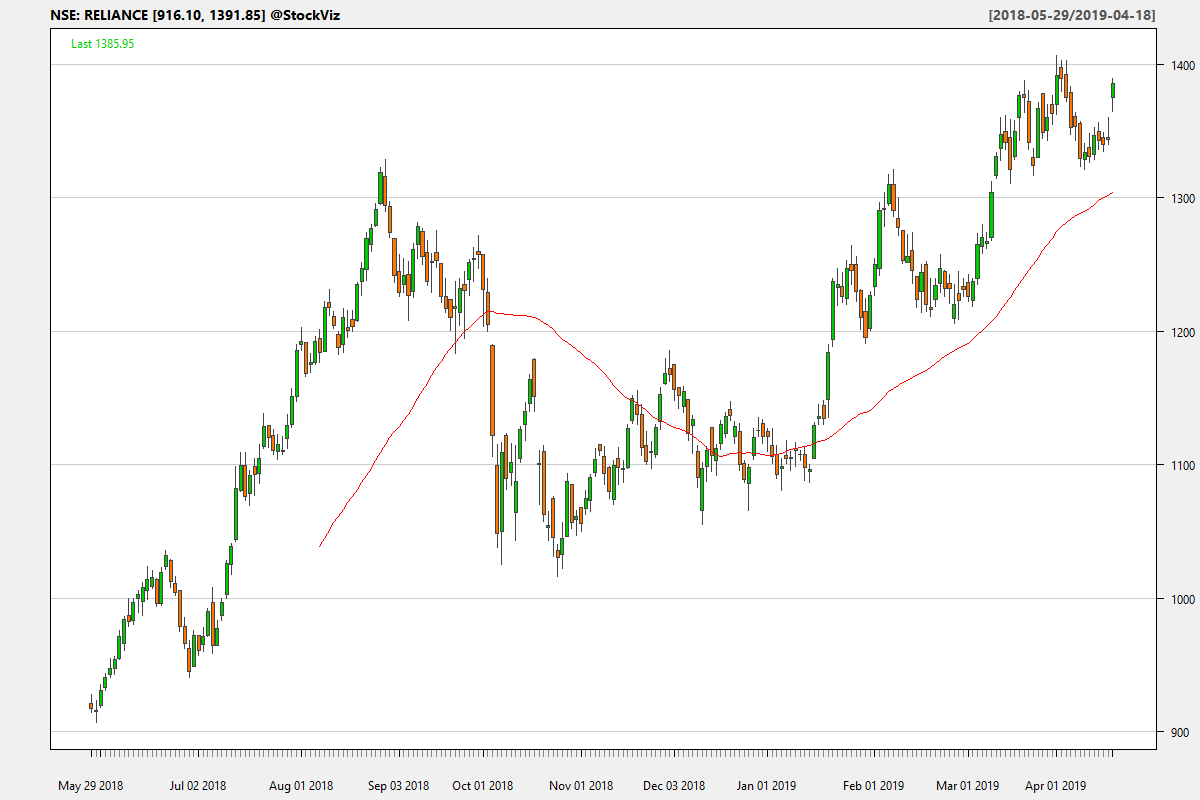 NSE: RELIANCE [916.10, 1391.85] @StockViz
[2018-05-29/2019-04-18]
Last 1385.95
1400
1300
1200
1100
1000
900
May 29 2018
Jul 02 2018
Aug 01 2018
Sep 03 2018
Oct 01 2018
Nov 01 2018
Dec 03 2018
Jan 01 2019
Feb 01 2019
Mar 01 2019
Apr 01 2019